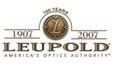 100 YEARS
1907 2007
LEUPOLD
AMERICA'S OPTICS AUTHORITY